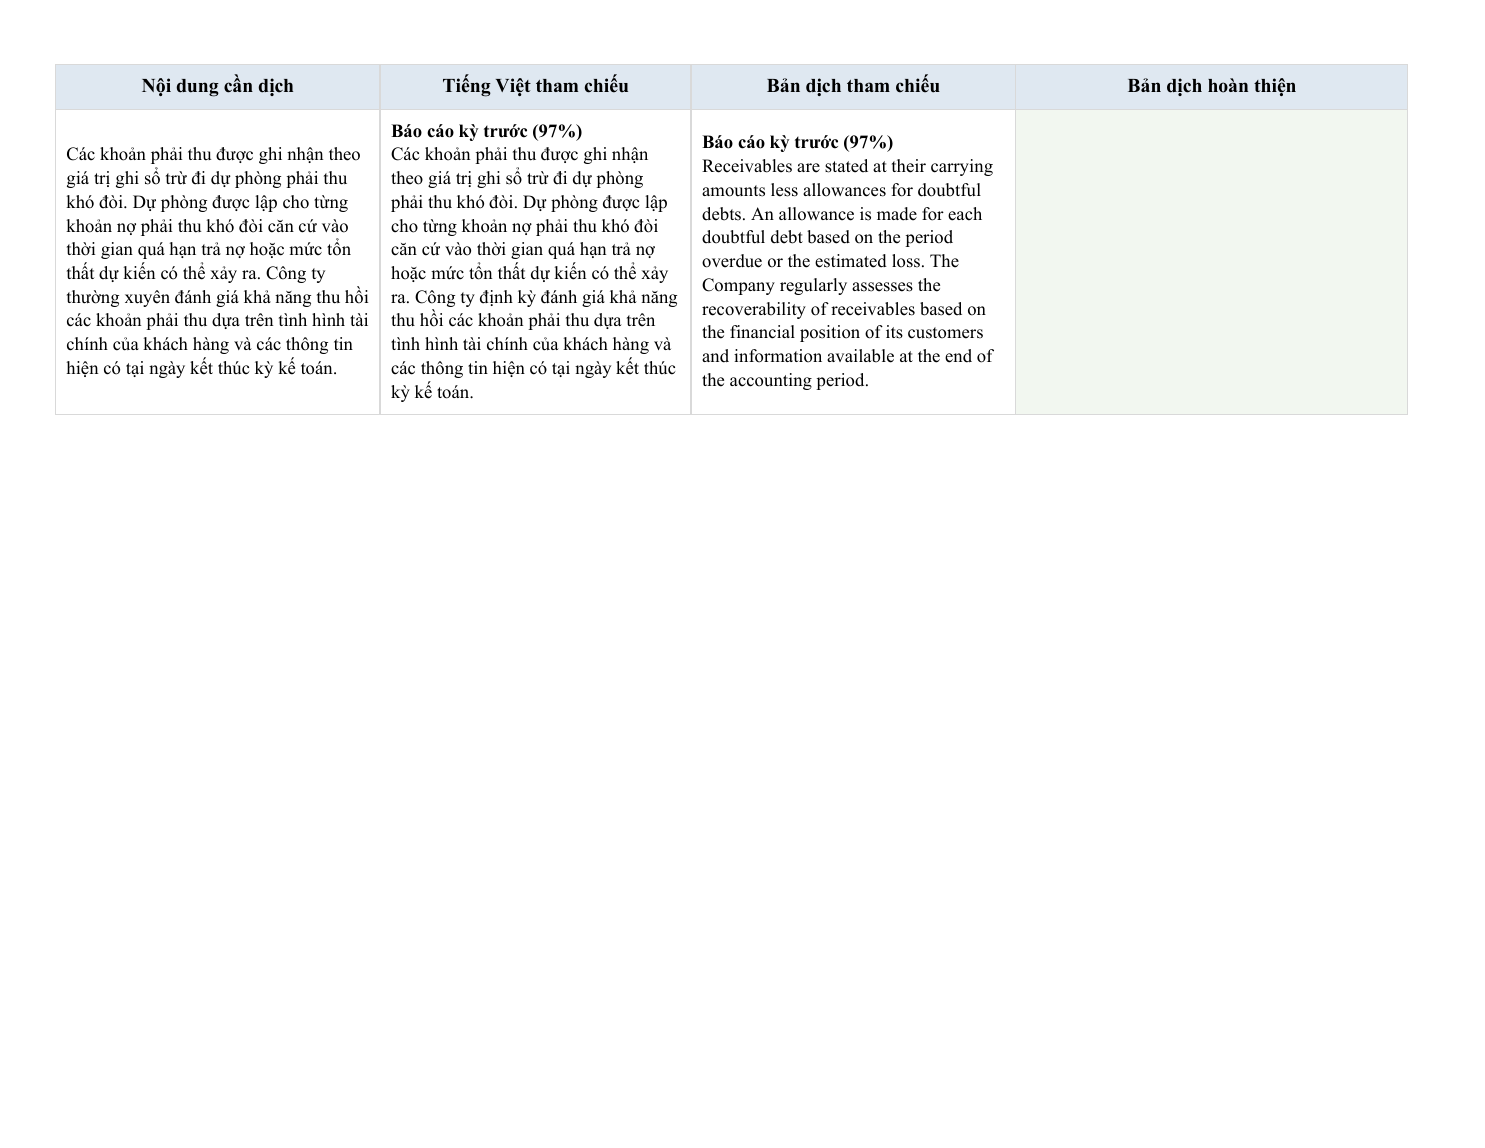 Nội dung cần dịch
Tiếng Việt tham chiếu
Bản dịch tham chiếu
Bản dịch hoàn thiện
Các khoản phải thu được ghi nhận theo
giá trị ghi sổ trừ đi dự phòng phải thu
khó đòi. Dự phòng được lập cho từng
khoản nợ phải thu khó đòi căn cứ vào
thời gian quá hạn trả nợ hoặc mức tổn
thất dự kiến có thể xảy ra. Công ty
thường xuyên đánh giá khả năng thu hồi
các khoản phải thu dựa trên tình hình tài
chính của khách hàng và các thông tin
hiện có tại ngày kết thúc kỳ kế toán.
Báo cáo kỳ trước (97%)
Các khoản phải thu được ghi nhận
theo giá trị ghi sổ trừ đi dự phòng
phải thu khó đòi. Dự phòng được lập
cho từng khoản nợ phải thu khó đòi
căn cứ vào thời gian quá hạn trả nợ
hoặc mức tổn thất dự kiến có thể xảy
ra. Công ty định kỳ đánh giá khả năng
thu hồi các khoản phải thu dựa trên
tình hình tài chính của khách hàng và
các thông tin hiện có tại ngày kết thúc
kỳ kế toán.
Báo cáo kỳ trước (97%)
Receivables are stated at their carrying
amounts less allowances for doubtful
debts. An allowance is made for each
doubtful debt based on the period
overdue or the estimated loss. The
Company regularly assesses the
recoverability of receivables based on
the financial position of its customers
and information available at the end of
the accounting period.